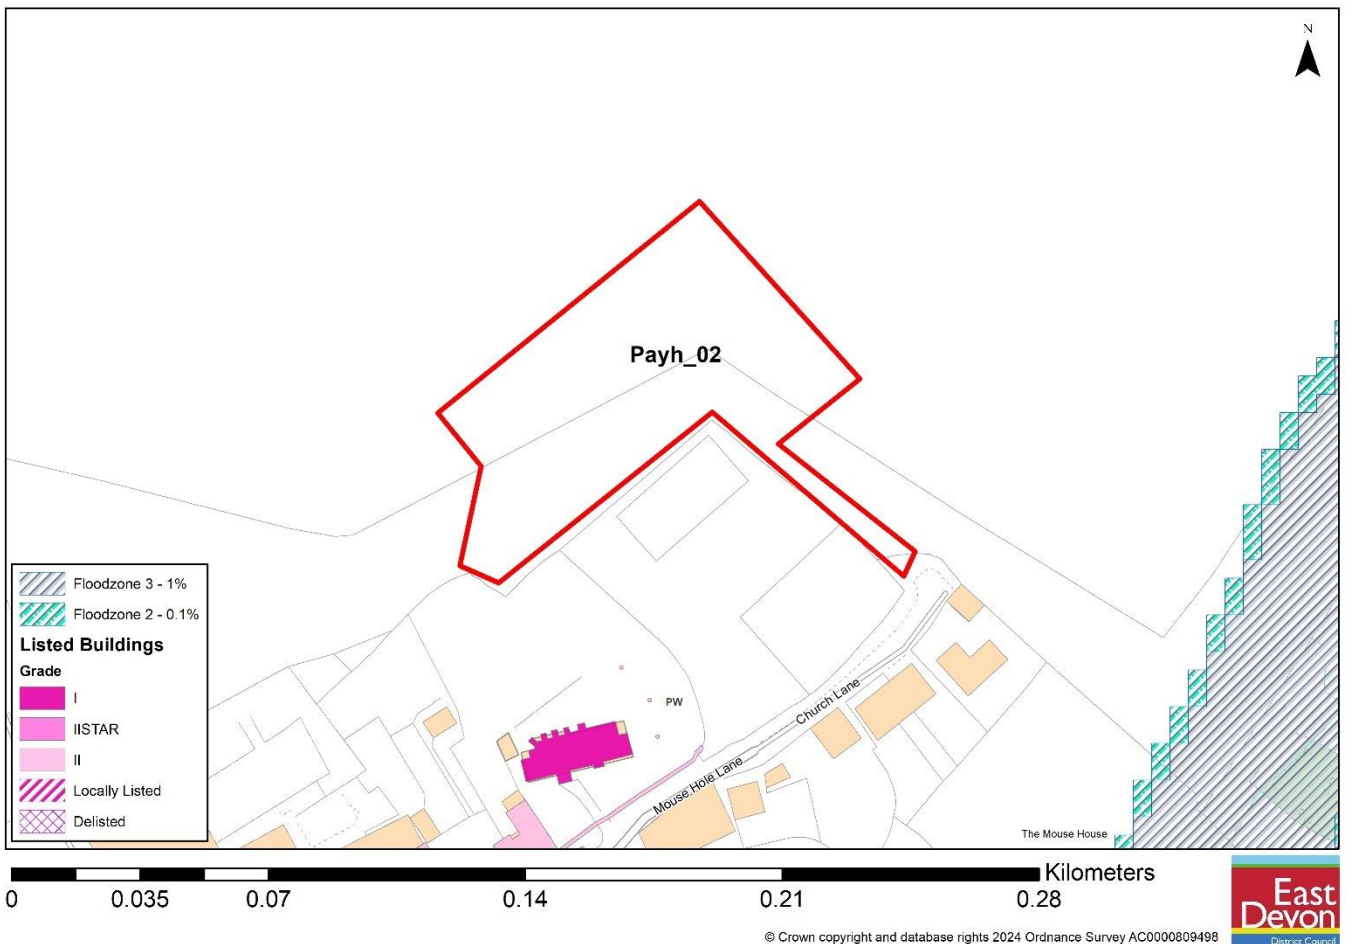 N
Payh_02
Floodzone 3 - 1%
Floodzone 2 - 0.1%
Listed Buildings
Grade
I
IISTAR
II
Locally Listed
Delisted
PW
Church Lane
Mouse Hole Lane
The Mouse House
Kilometers
0 0.035 0.07 0.14 0.21 0.28
© Crown copyright and database rights 2024 Ordnance Survey AC0000809498
East
Devon
District Council